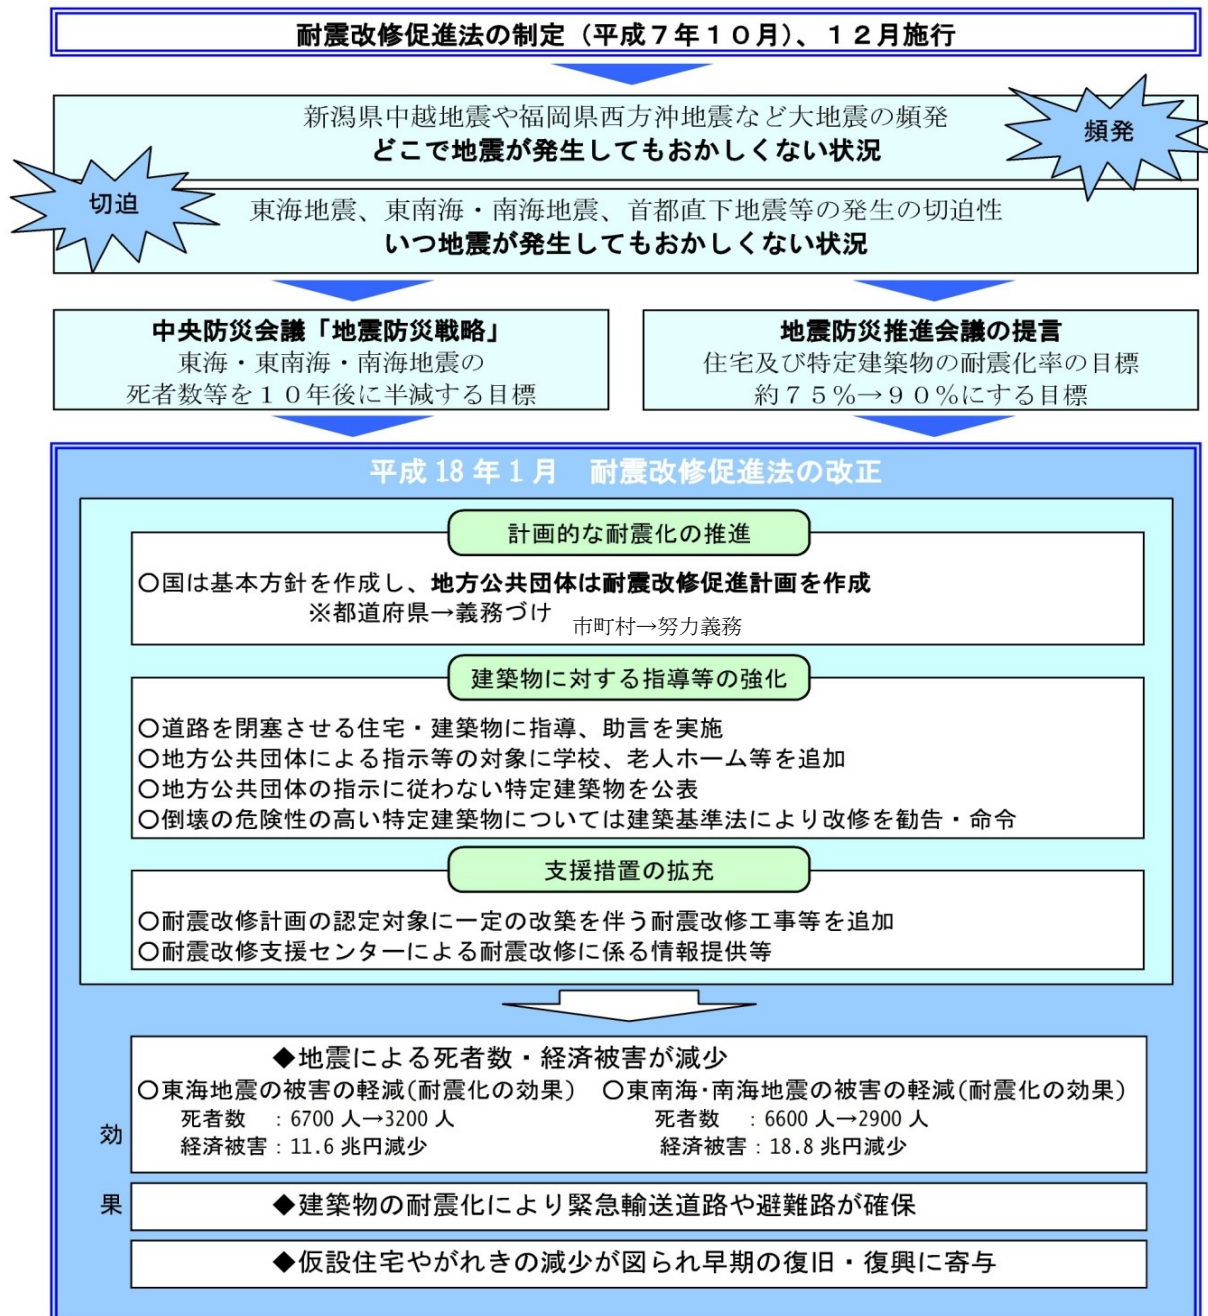 耐震改修促進法の制定（平成７年１０月）、１２月施行
新潟県中越地震や福岡県西方沖地震など大地震の頻発
どこで地震が発生してもおかしくない状況
頻発
切迫
東海地震、東南海・南海地震、首都直下地震等の発生の切迫性
いつ地震が発生してもおかしくない状況
中央防災会議「地震防災戦略」
東海・東南海・南海地震の
死者数等を１０年後に半減する目標
地震防災推進会議の提言
住宅及び特定建築物の耐震化率の目標
約７５％→９０％にする目標
平成 18 年 1 月　耐震改修促進法の改正
計画的な耐震化の推進
○国は基本方針を作成し、地方公共団体は耐震改修促進計画を作成
※都道府県→義務づけ　市町村→努力義務
建築物に対する指導等の強化
○道路を閉塞させる住宅・建築物に指導、助言を実施
○地方公共団体による指示等の対象に学校、老人ホーム等を追加
○地方公共団体の指示に従わない特定建築物を公表
○倒壊の危険性の高い特定建築物については建築基準法により改修を勧告・命令
支援措置の拡充
○耐震改修計画の認定対象に一定の改築を伴う耐震改修工事等を追加
○耐震改修支援センターによる耐震改修に係る情報提供等
効果
◆地震による死者数・経済被害が減少
○東海地震の被害の軽減(耐震化の効果)
死者数　：6700 人→3200 人
経済被害：11.6 兆円減少
○東南海･南海地震の被害の軽減(耐震化の効果)
死者数　：6600 人→2900 人
経済被害：18.8 兆円減少
◆建築物の耐震化により緊急輸送道路や避難路が確保
◆仮設住宅やがれきの減少が図られ早期の復旧・復興に寄与